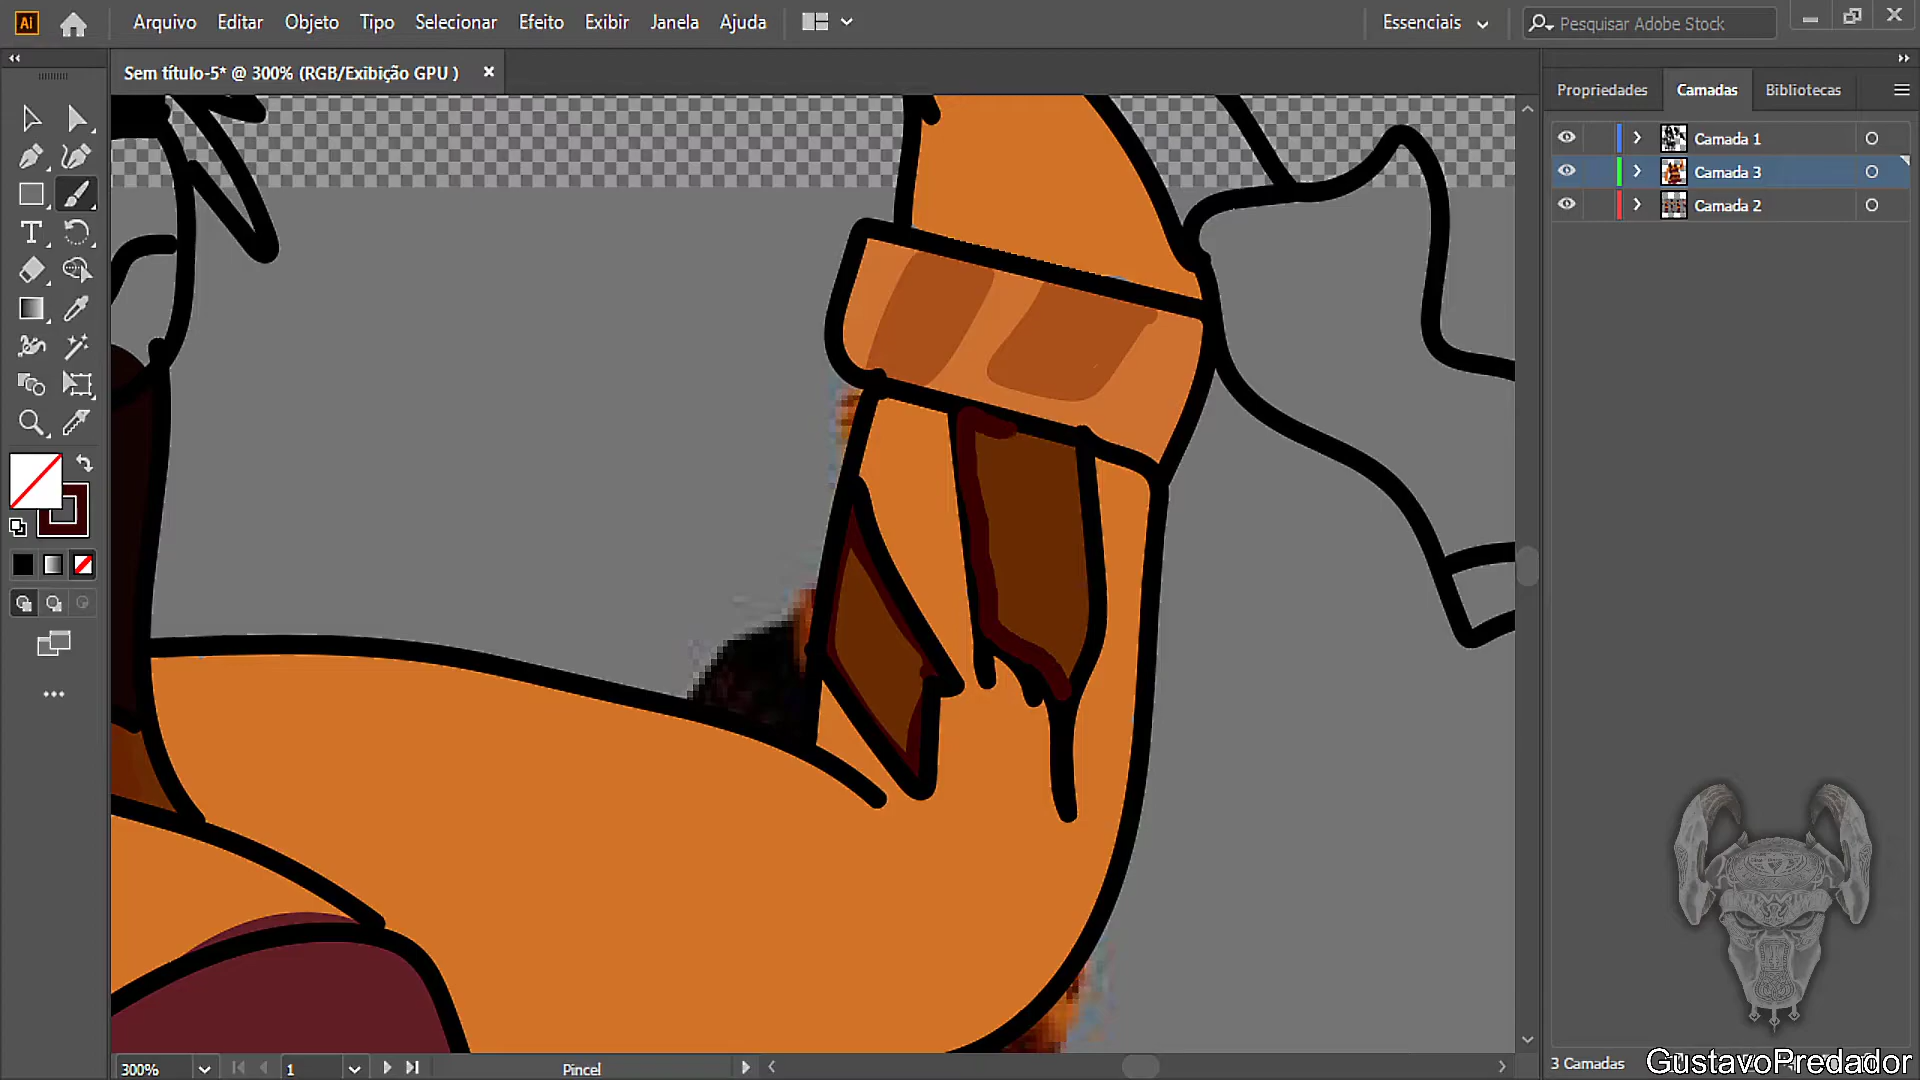 Ai Arquivo Editar Objeto Tipo Selecionar Efeito Exibir Janela Ajuda Essenciais Pesquisar Adobe Stock
Sem título-5* @ 300% (RGB/Exibição GPU )
Propriedades Camadas Bibliotecas
Camada 1
Camada 3
Camada 2
300% 1 Pincel
3 Camadas
GustavoPredador